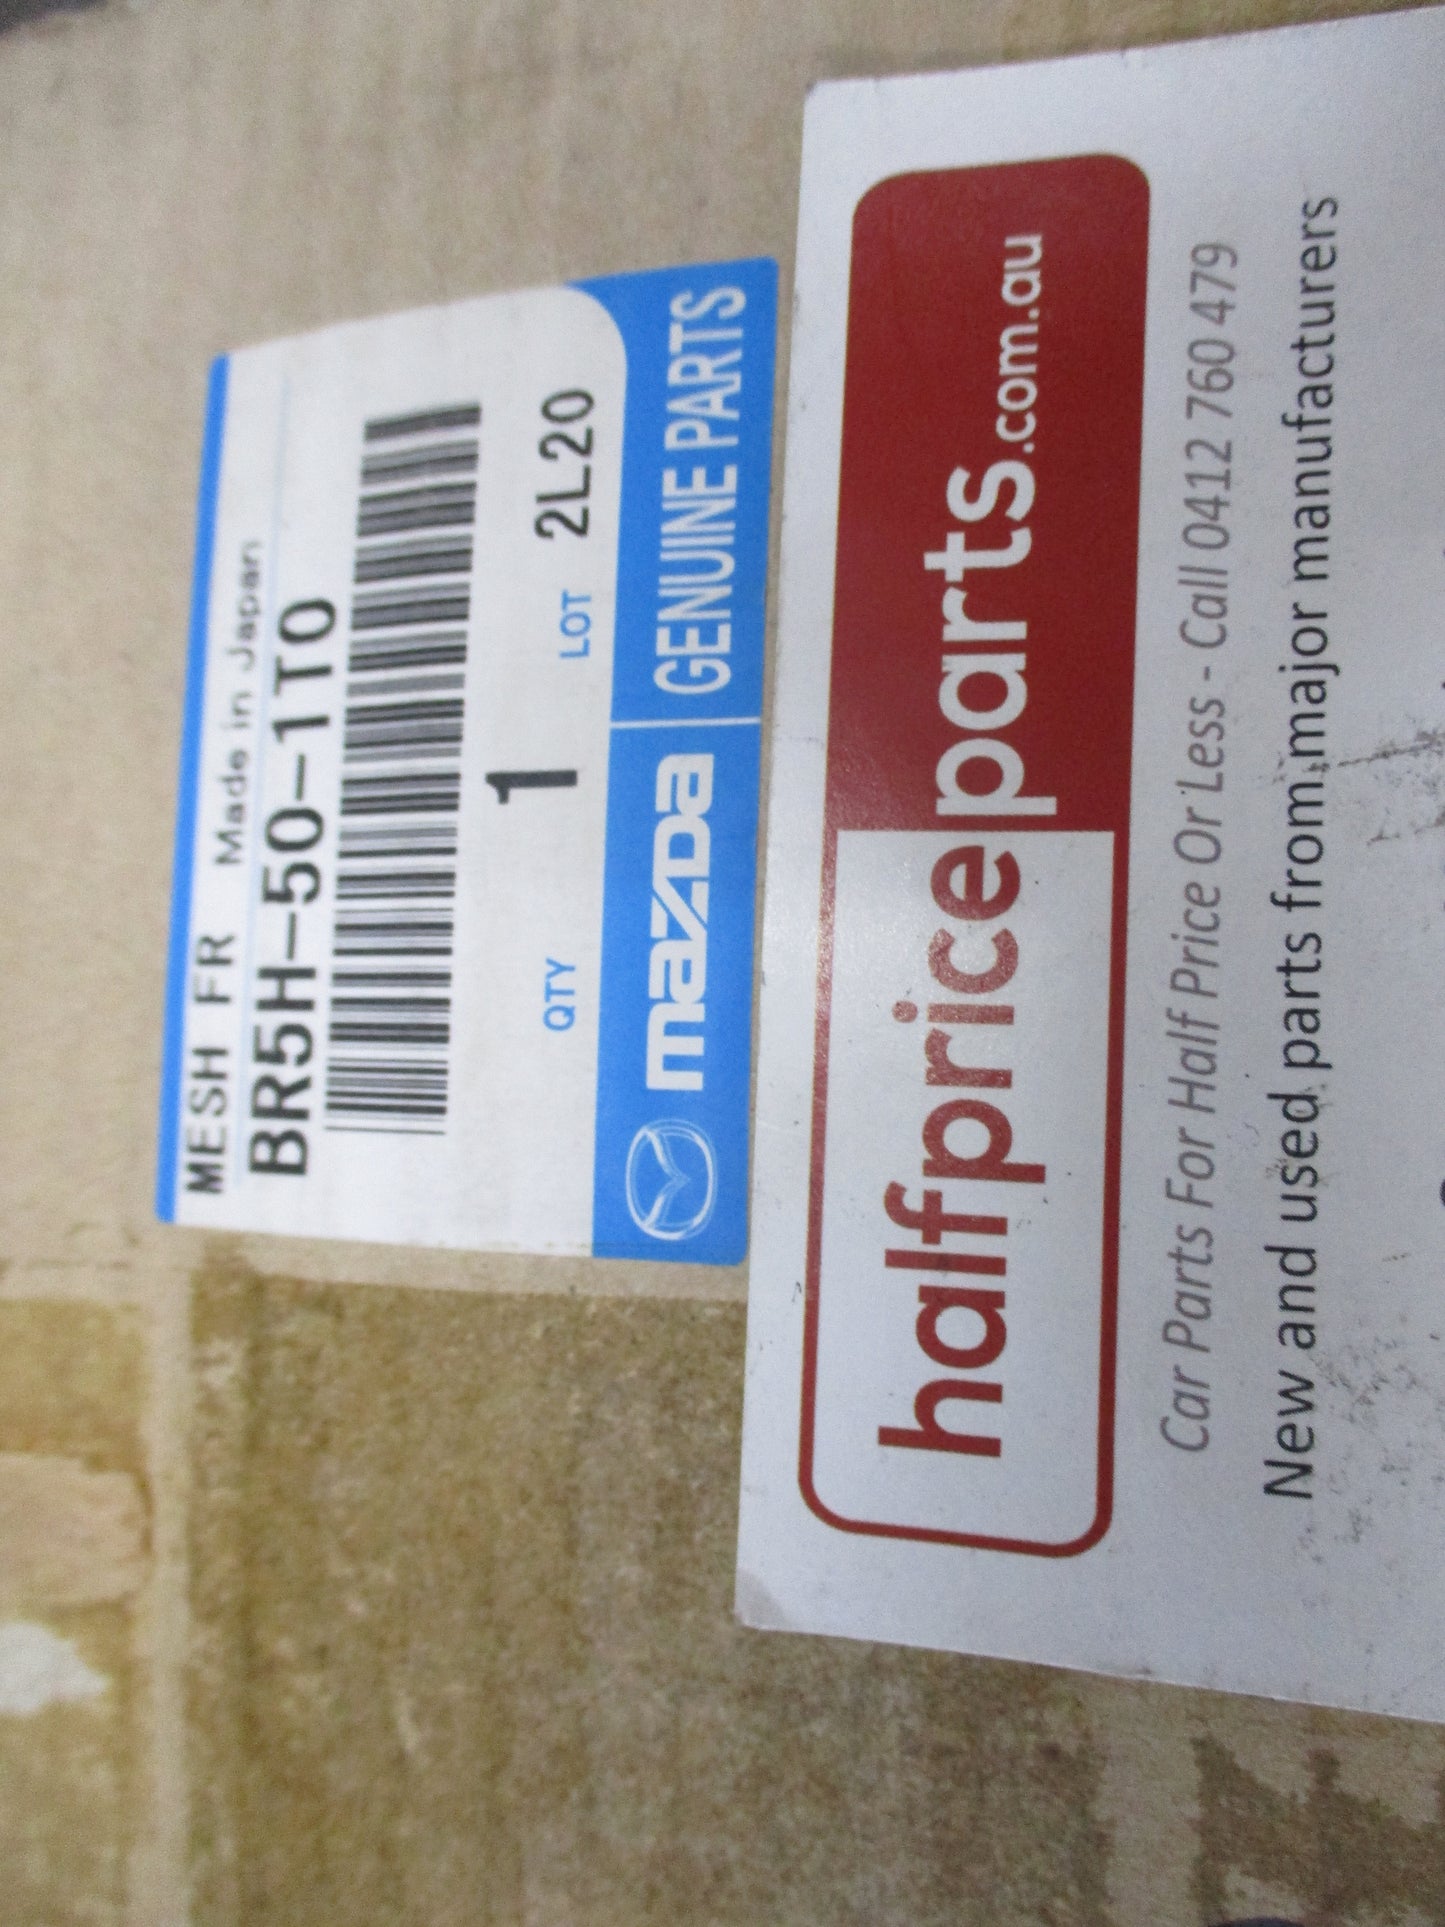 MESH FR Made in Japan
BR5H-50-1T0
QTY 1 LOT 2L20
mazda GENUINE PARTS
halfpriceparts.com.au
Car Parts For Half Price Or Less - Call 0412 760 479
New and used parts from major manufacturers